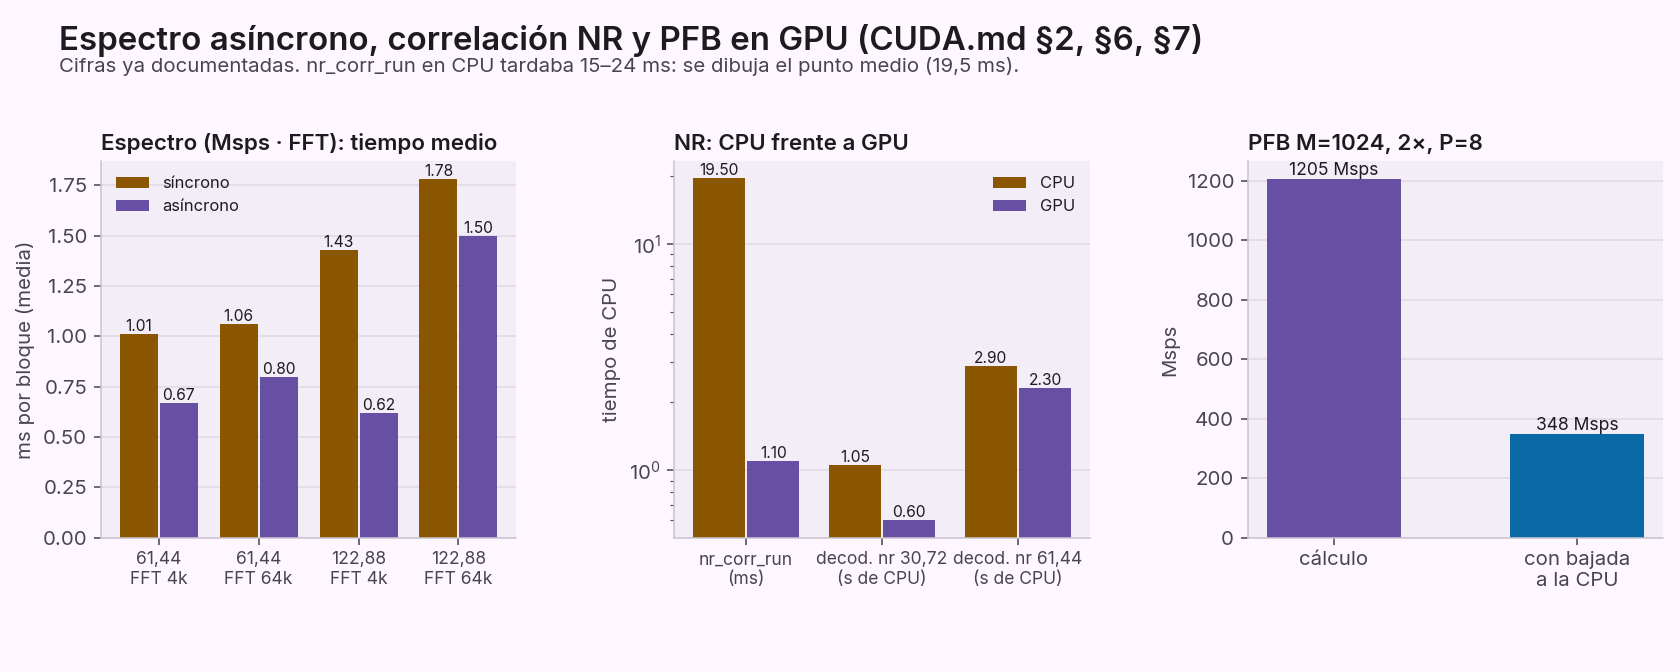 Espectro asíncrono, correlación NR y PFB en GPU (CUDA.md §2, §6, §7)
Cifras ya documentadas. nr_corr_run en CPU tardaba 15–24 ms: se dibuja el punto medio (19,5 ms).
Espectro (Msps · FFT): tiempo medio
síncrono
asíncrono
ms por bloque (media)
1.75
1.50
1.25
1.00
0.75
0.50
0.25
0.00
1.01
0.67
1.06
0.80
1.43
0.62
1.78
1.50
61,44
FFT 4k
61,44
FFT 64k
122,88
FFT 4k
122,88
FFT 64k
NR: CPU frente a GPU
CPU
GPU
tiempo de CPU
10¹
10⁰
19.50
1.10
1.05
0.60
2.90
2.30
nr_corr_run
(ms)
decod. nr 30,72
(s de CPU)
decod. nr 61,44
(s de CPU)
PFB M=1024, 2×, P=8
Msps
1200
1000
800
600
400
200
0
1205 Msps
348 Msps
cálculo
con bajada
a la CPU